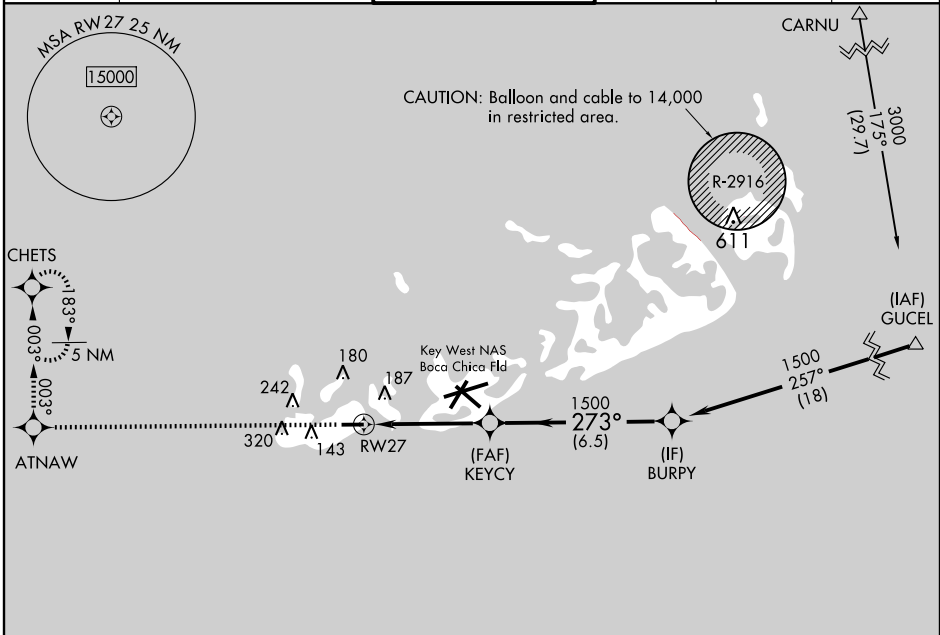 MSA RW 27 25 NM
15000
CARNU
3000
175°
(29.7)
CAUTION: Balloon and cable to 14,000
in restricted area.
R-2916
611
CHETS
183°
003°
5 NM
003°
ATNAW
(IAF)
GUCEL
1500
257°
(18)
Key West NAS
Boca Chica Fld
180
187
242
320
143
RW27
1500
273°
(6.5)
(FAF)
KEYCY
(IF)
BURPY